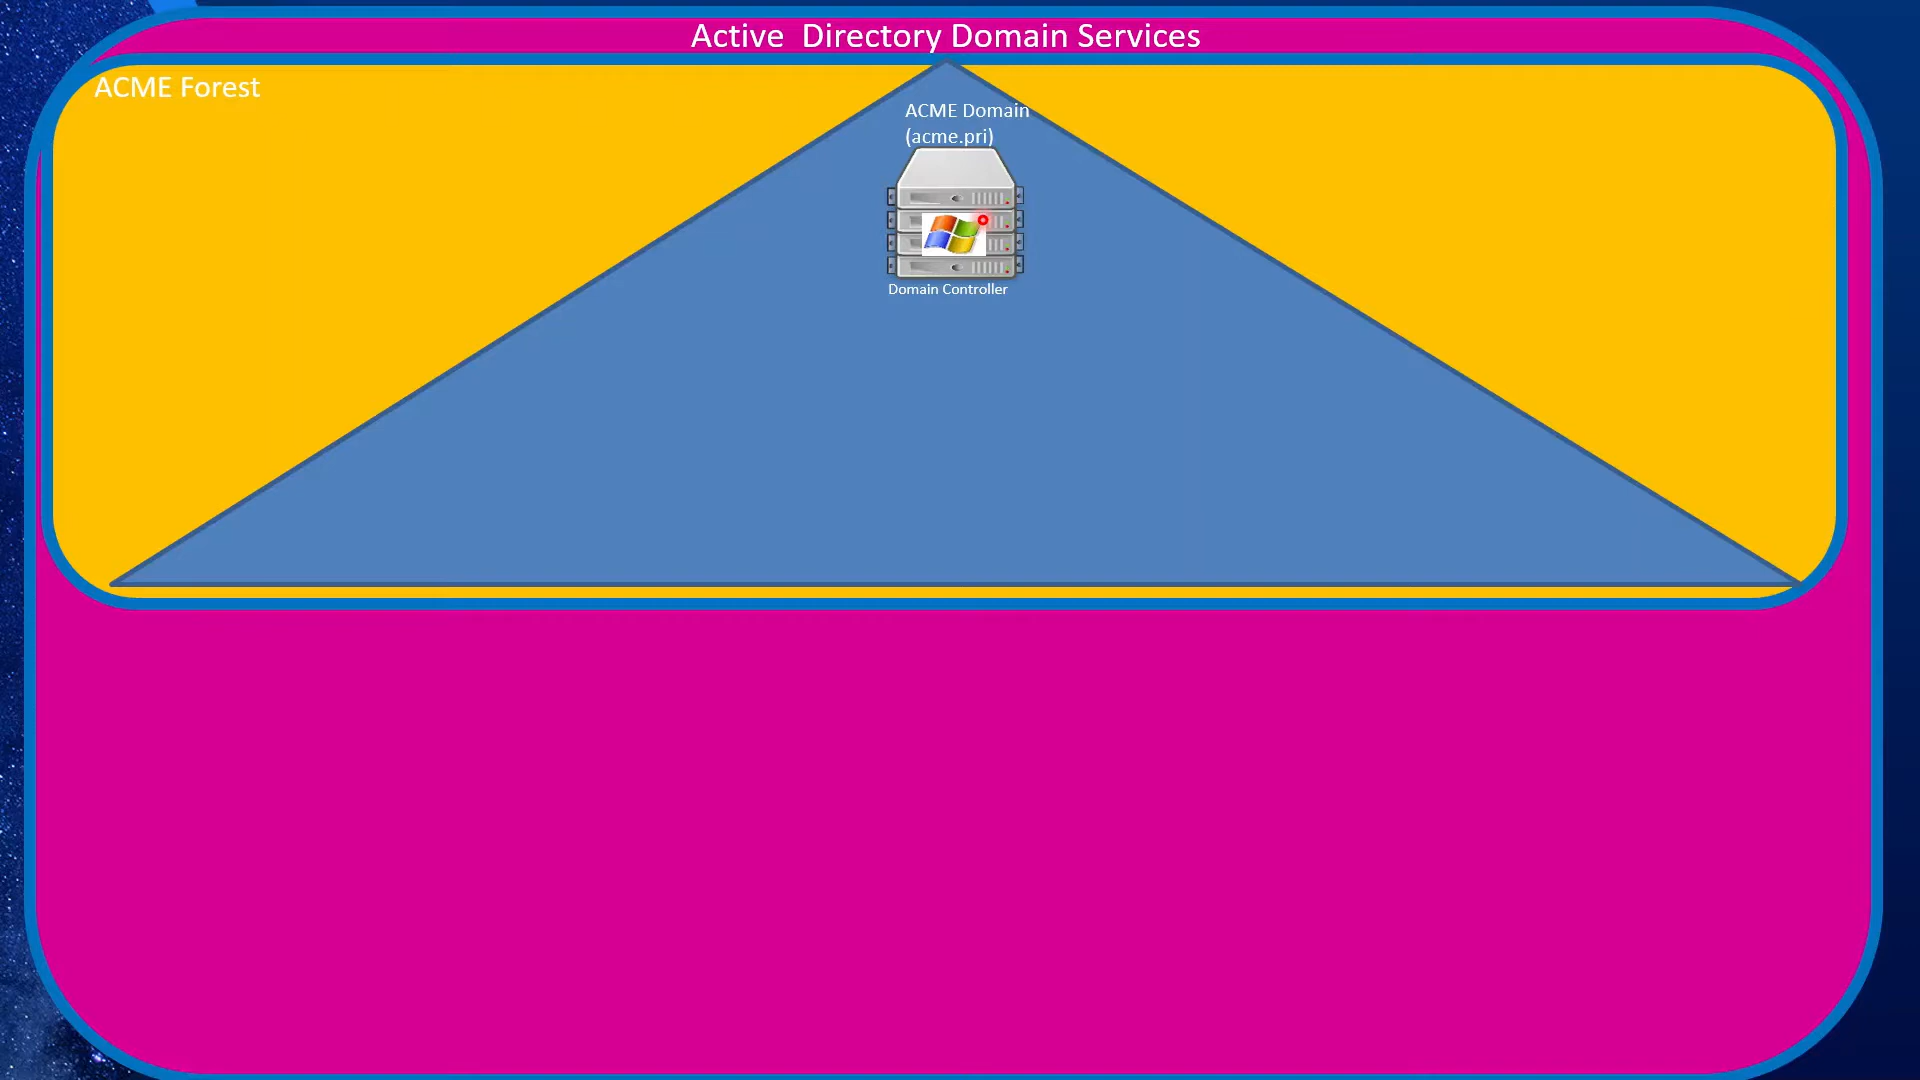 Active  Directory Domain Services
ACME Forest
ACME Domain
(acme.pri)
Domain Controller